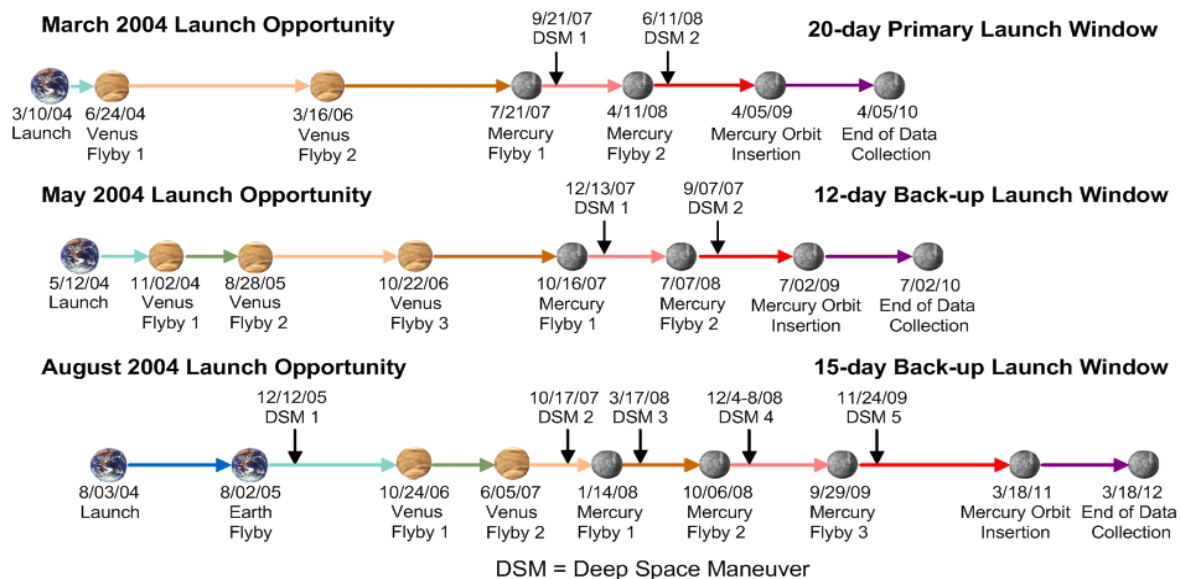 March 2004 Launch Opportunity
20-day Primary Launch Window
9/21/07
DSM 1
6/11/08
DSM 2
3/10/04
Launch
6/24/04
Venus
Flyby 1
3/16/06
Venus
Flyby 2
7/21/07
Mercury
Flyby 1
4/11/08
Mercury
Flyby 2
4/05/09
Mercury Orbit
Insertion
4/05/10
End of Data
Collection
May 2004 Launch Opportunity
12-day Back-up Launch Window
12/13/07
DSM 1
9/07/07
DSM 2
5/12/04
Launch
11/02/04
Venus
Flyby 1
8/28/05
Venus
Flyby 2
10/22/06
Venus
Flyby 3
10/16/07
Mercury
Flyby 1
7/07/08
Mercury
Flyby 2
7/02/09
Mercury Orbit
Insertion
7/02/10
End of Data
Collection
August 2004 Launch Opportunity
15-day Back-up Launch Window
12/12/05
DSM 1
10/17/07
DSM 2
3/17/08
DSM 3
12/4-8/08
DSM 4
11/24/09
DSM 5
8/03/04
Launch
8/02/05
Earth
Flyby
10/24/06
Venus
Flyby 1
6/05/07
Venus
Flyby 2
1/14/08
Mercury
Flyby 1
10/06/08
Mercury
Flyby 2
9/29/09
Mercury
Flyby 3
3/18/11
Mercury Orbit
Insertion
3/18/12
End of Data
Collection
DSM = Deep Space Maneuver